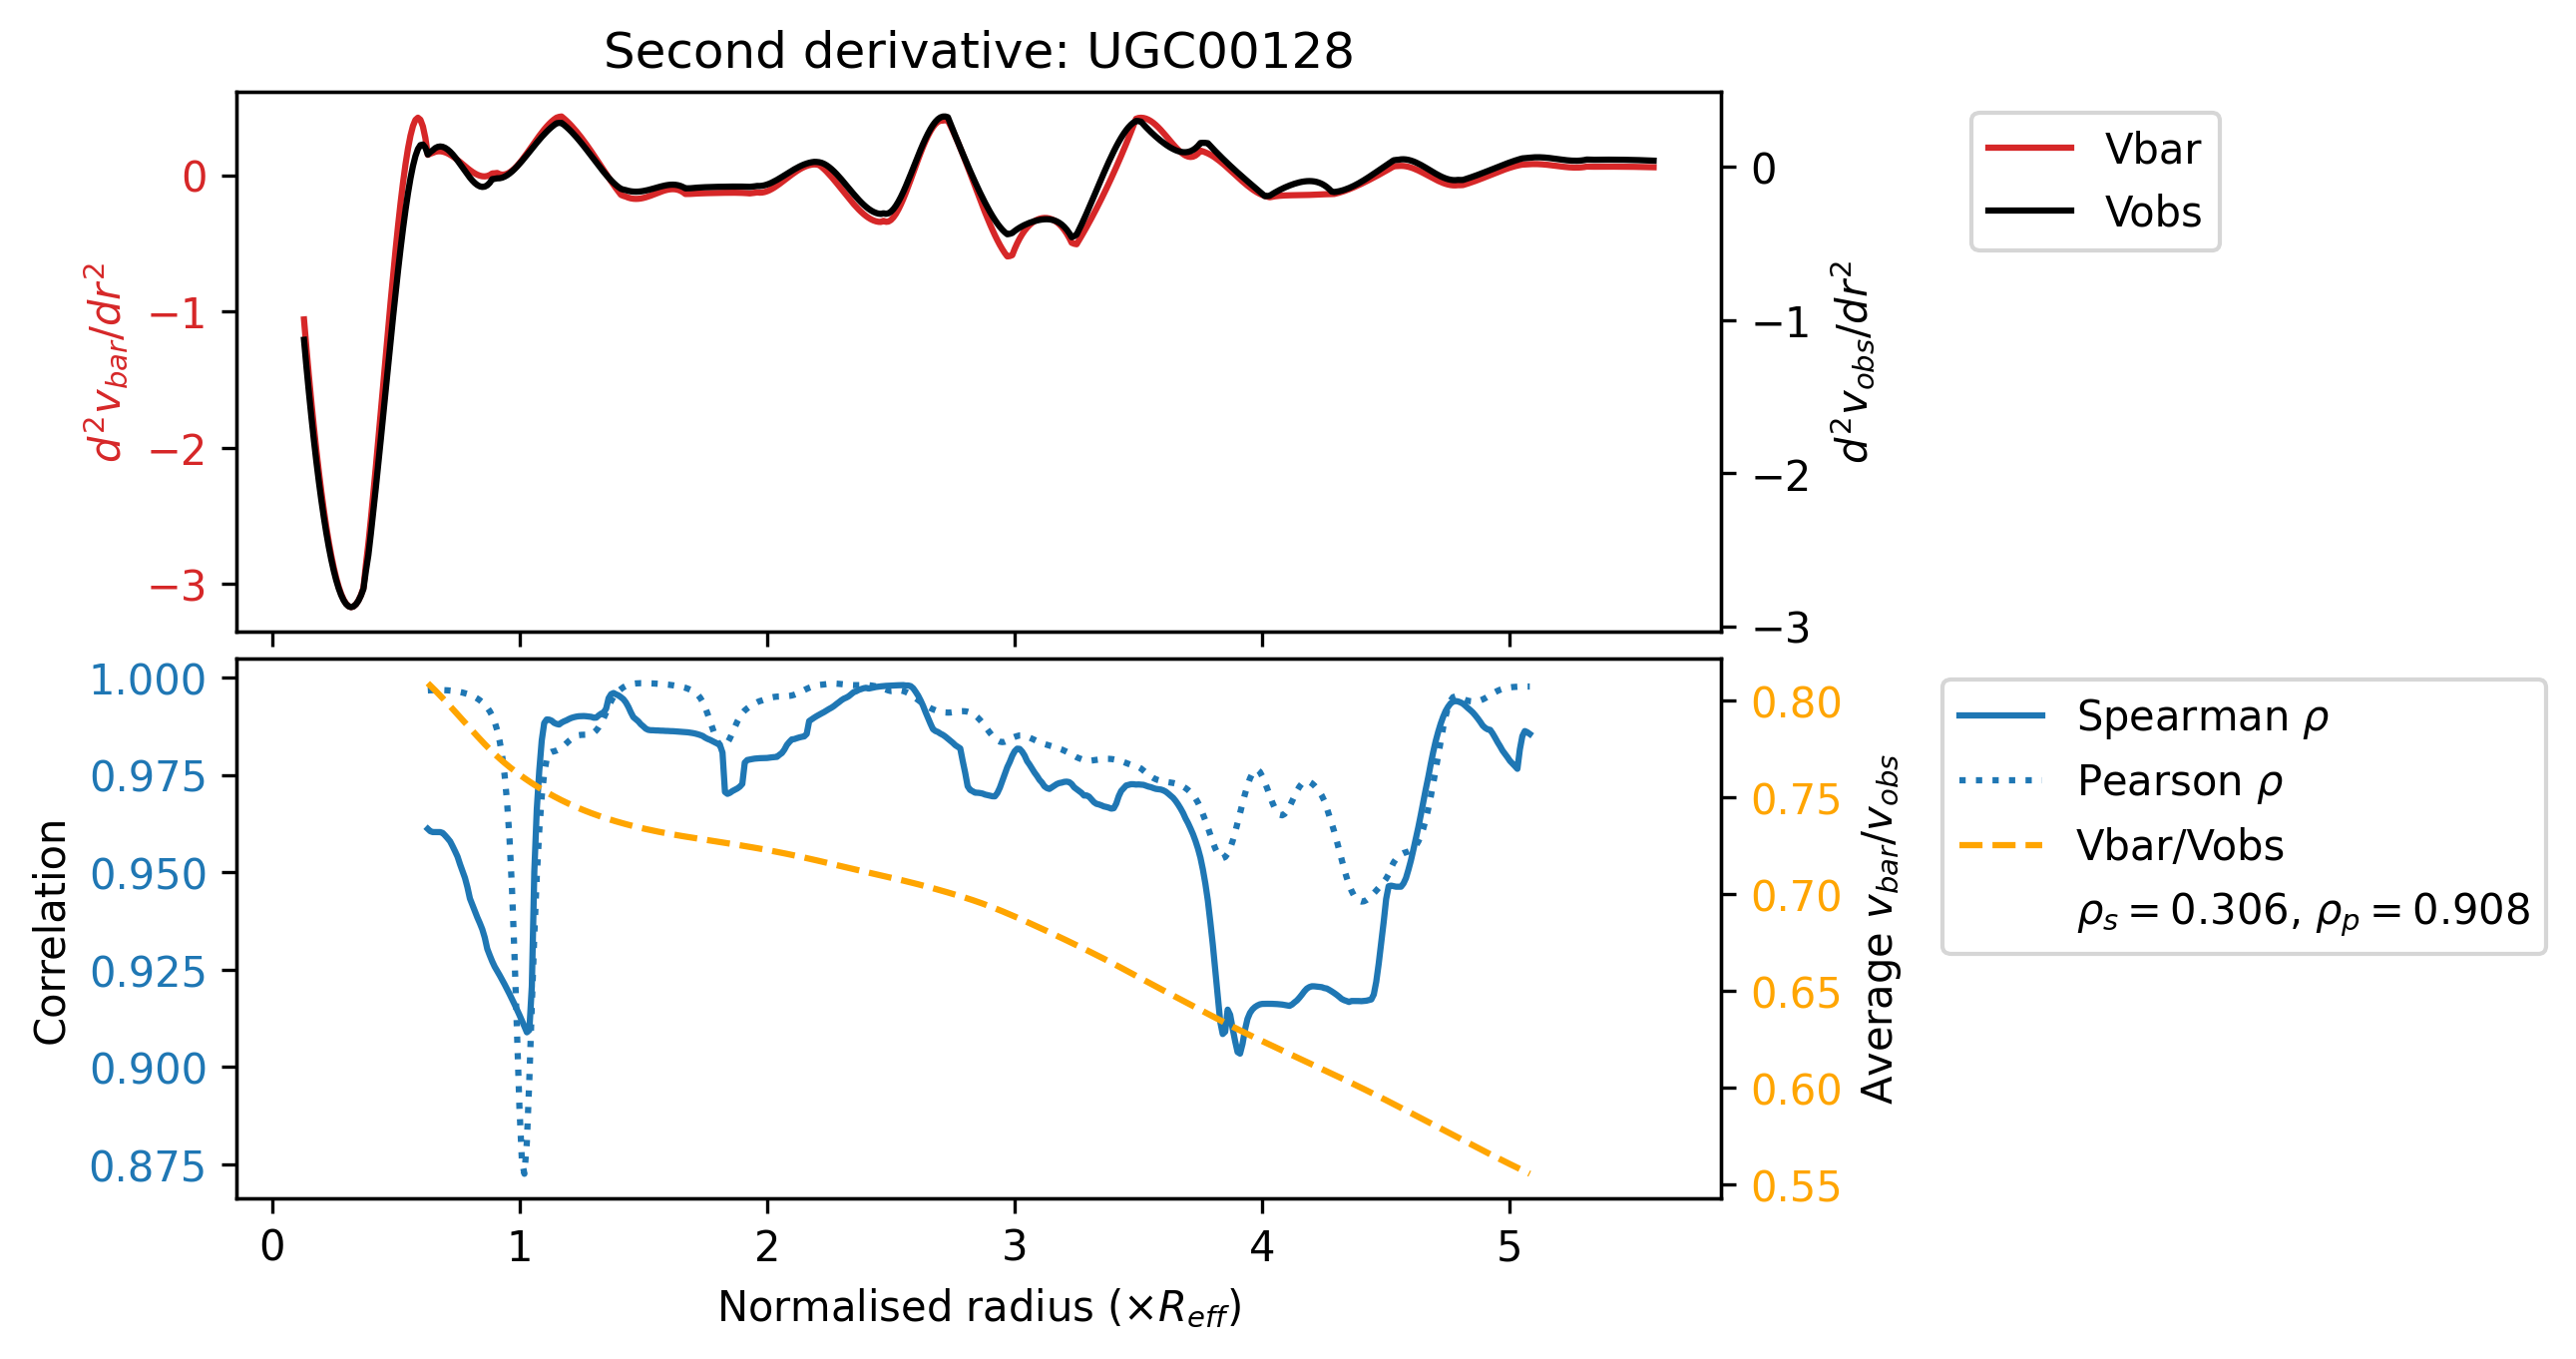 Second derivative: UGC00128
d²v_bar/dr²
0
−1
−2
−3
0
−1
−2
−3
d²v_obs/dr²
Vbar
Vobs
Correlation
1.000
0.975
0.950
0.925
0.900
0.875
0.80
0.75
0.70
0.65
0.60
0.55
Average v_bar/v_obs
Spearman ρ
Pearson ρ
Vbar/Vobs
ρ_s = 0.306, ρ_p = 0.908
0 1 2 3 4 5
Normalised radius (×R_eff)